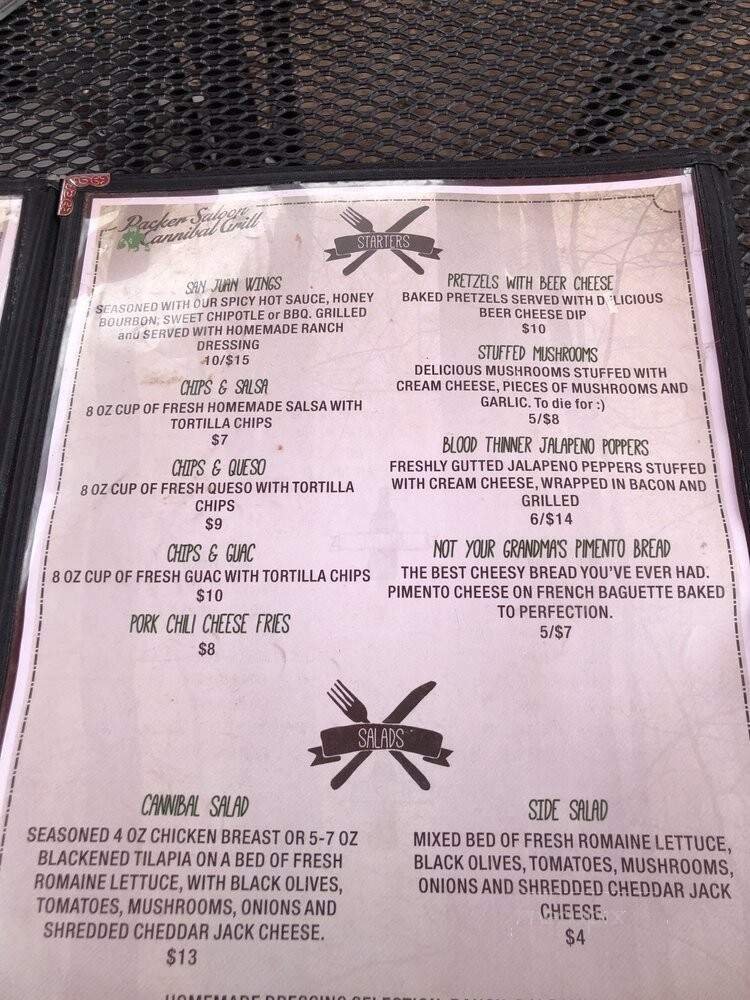 Packer Saloon
Cannibal Grill
STARTERS
SAN JUAN WINGS
SEASONED WITH OUR SPICY HOT SAUCE, HONEY
BOURBON, SWEET CHIPOTLE or BBQ. GRILLED
and SERVED WITH HOMEMADE RANCH
DRESSING
10/$15
CHIPS & SALSA
8 OZ CUP OF FRESH HOMEMADE SALSA WITH
TORTILLA CHIPS
$7
CHIPS & QUESO
8 OZ CUP OF FRESH QUESO WITH TORTILLA
CHIPS
$9
CHIPS & GUAC
8 OZ CUP OF FRESH GUAC WITH TORTILLA CHIPS
$10
PORK CHILI CHEESE FRIES
$8
PRETZELS WITH BEER CHEESE
BAKED PRETZELS SERVED WITH DELICIOUS
BEER CHEESE DIP
$10
STUFFED MUSHROOMS
DELICIOUS MUSHROOMS STUFFED WITH
CREAM CHEESE, PIECES OF MUSHROOMS AND
GARLIC. To die for :)
5/$8
BLOOD THINNER JALAPENO POPPERS
FRESHLY GUTTED JALAPENO PEPPERS STUFFED
WITH CREAM CHEESE, WRAPPED IN BACON AND
GRILLED
6/$14
NOT YOUR GRANDMA'S PIMENTO BREAD
THE BEST CHEESY BREAD YOU'VE EVER HAD.
PIMENTO CHEESE ON FRENCH BAGUETTE BAKED
TO PERFECTION.
5/$7
SALADS
CANNIBAL SALAD
SEASONED 4 OZ CHICKEN BREAST OR 5-7 OZ
BLACKENED TILAPIA ON A BED OF FRESH
ROMAINE LETTUCE, WITH BLACK OLIVES,
TOMATOES, MUSHROOMS, ONIONS AND
SHREDDED CHEDDAR JACK CHEESE.
$13
SIDE SALAD
MIXED BED OF FRESH ROMAINE LETTUCE,
BLACK OLIVES, TOMATOES, MUSHROOMS,
ONIONS AND SHREDDED CHEDDAR JACK
CHEESE.
$4
HOMEMADE DRESSING SELECTION